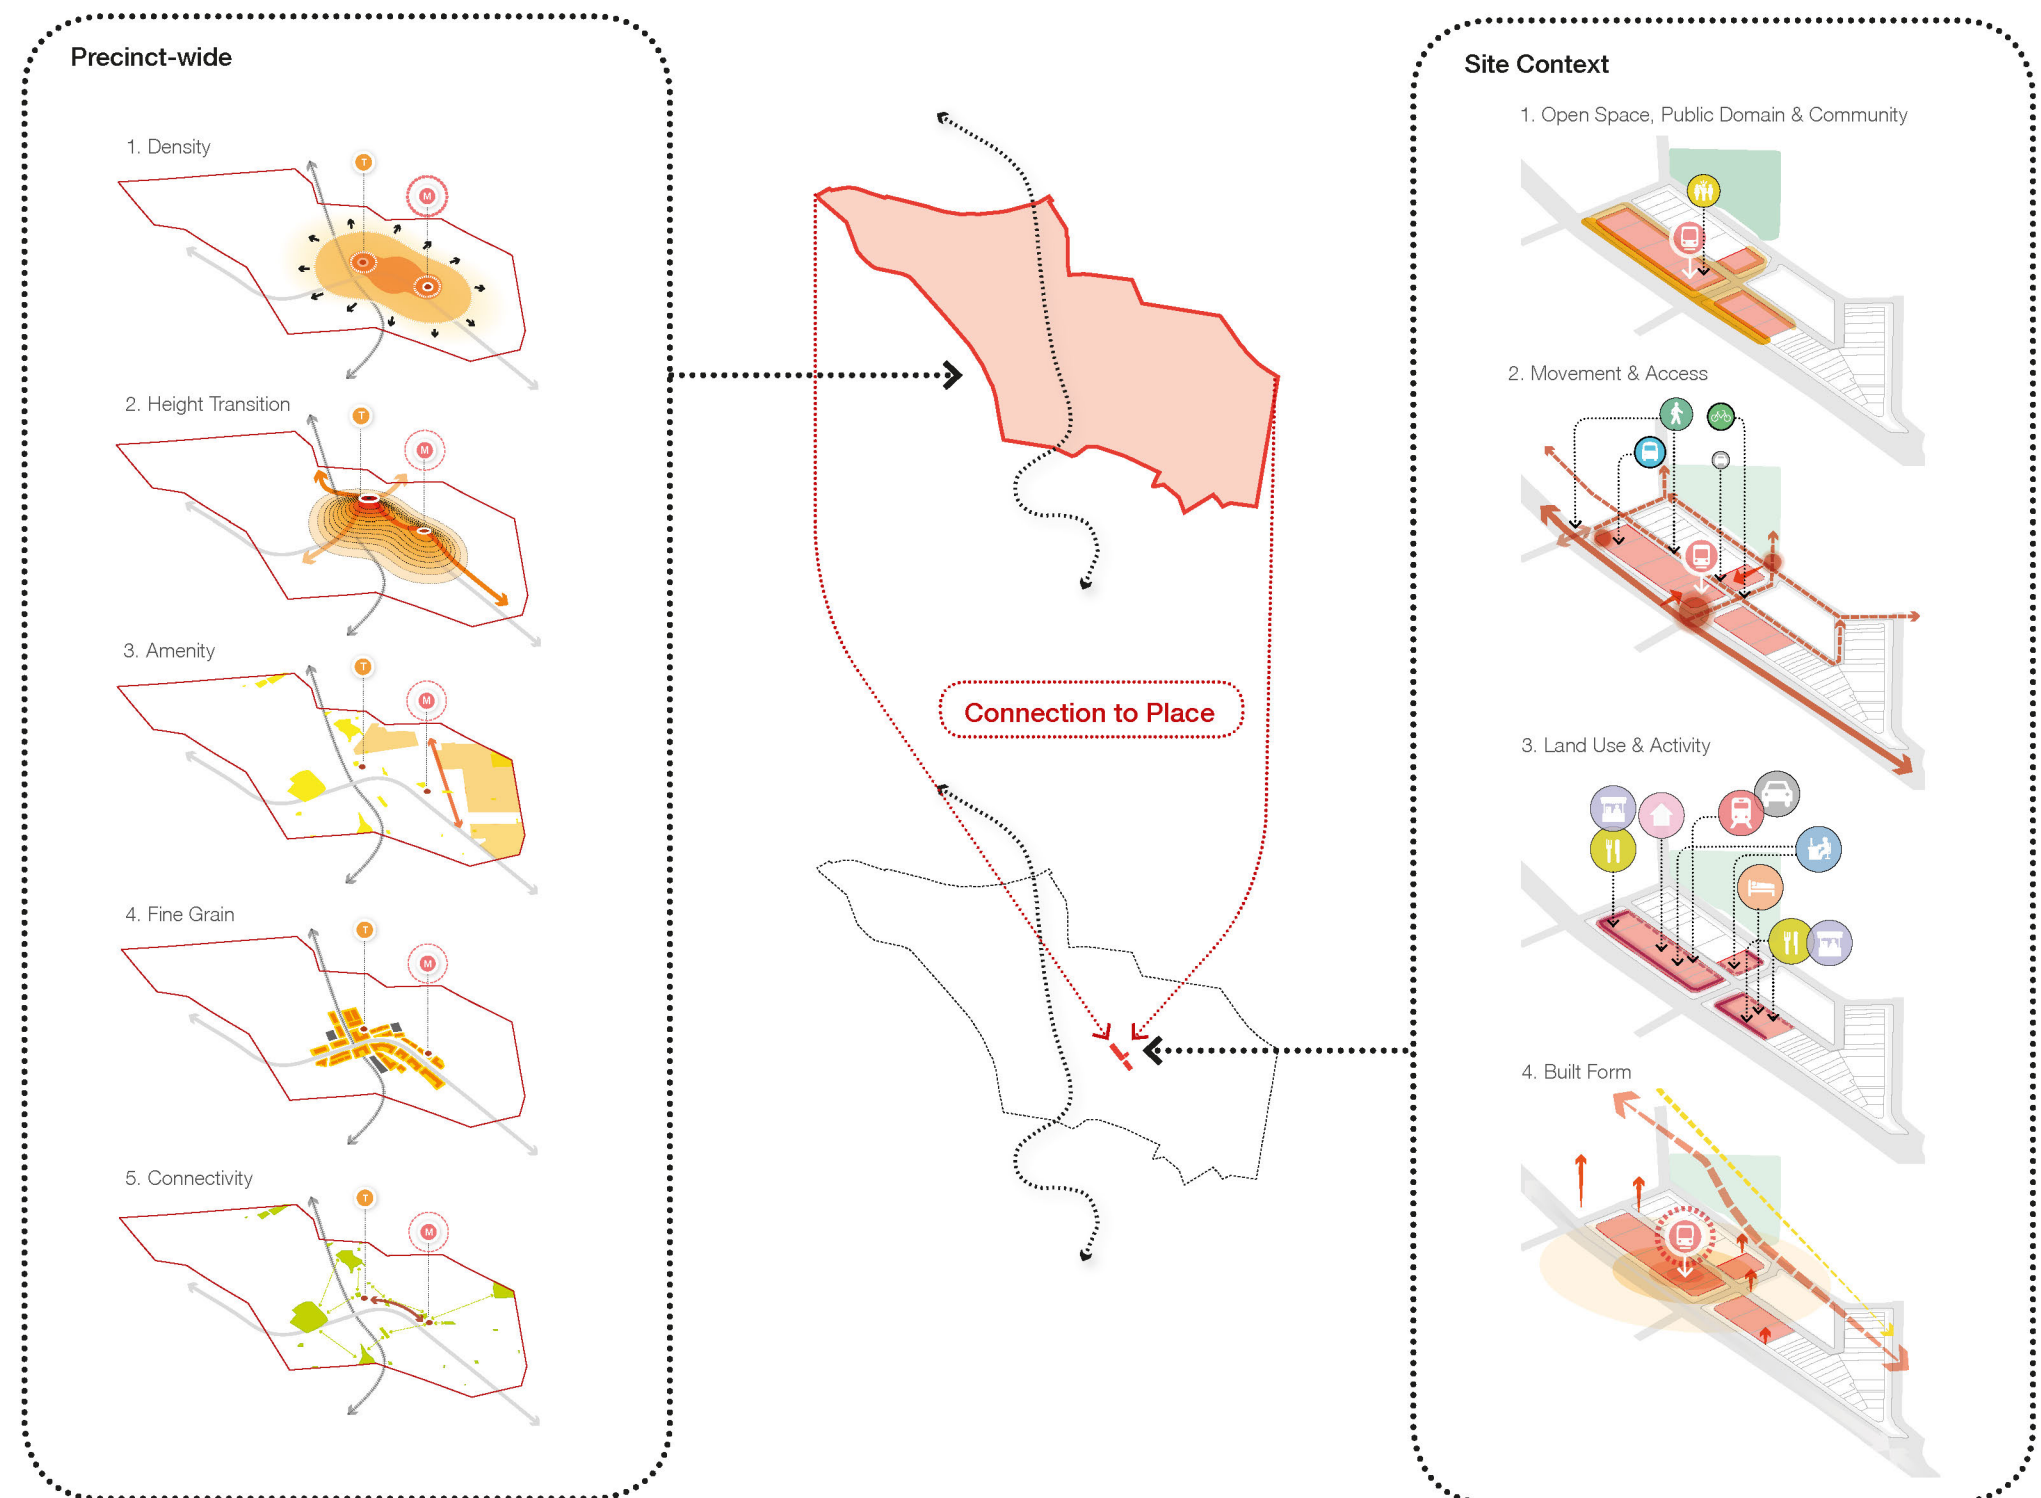 Precinct-wide
1. Density
T
M
2. Height Transition
T
M
3. Amenity
T
M
4. Fine Grain
T
M
5. Connectivity
T
M
Connection to Place
Site Context
1. Open Space, Public Domain & Community
2. Movement & Access
3. Land Use & Activity
4. Built Form